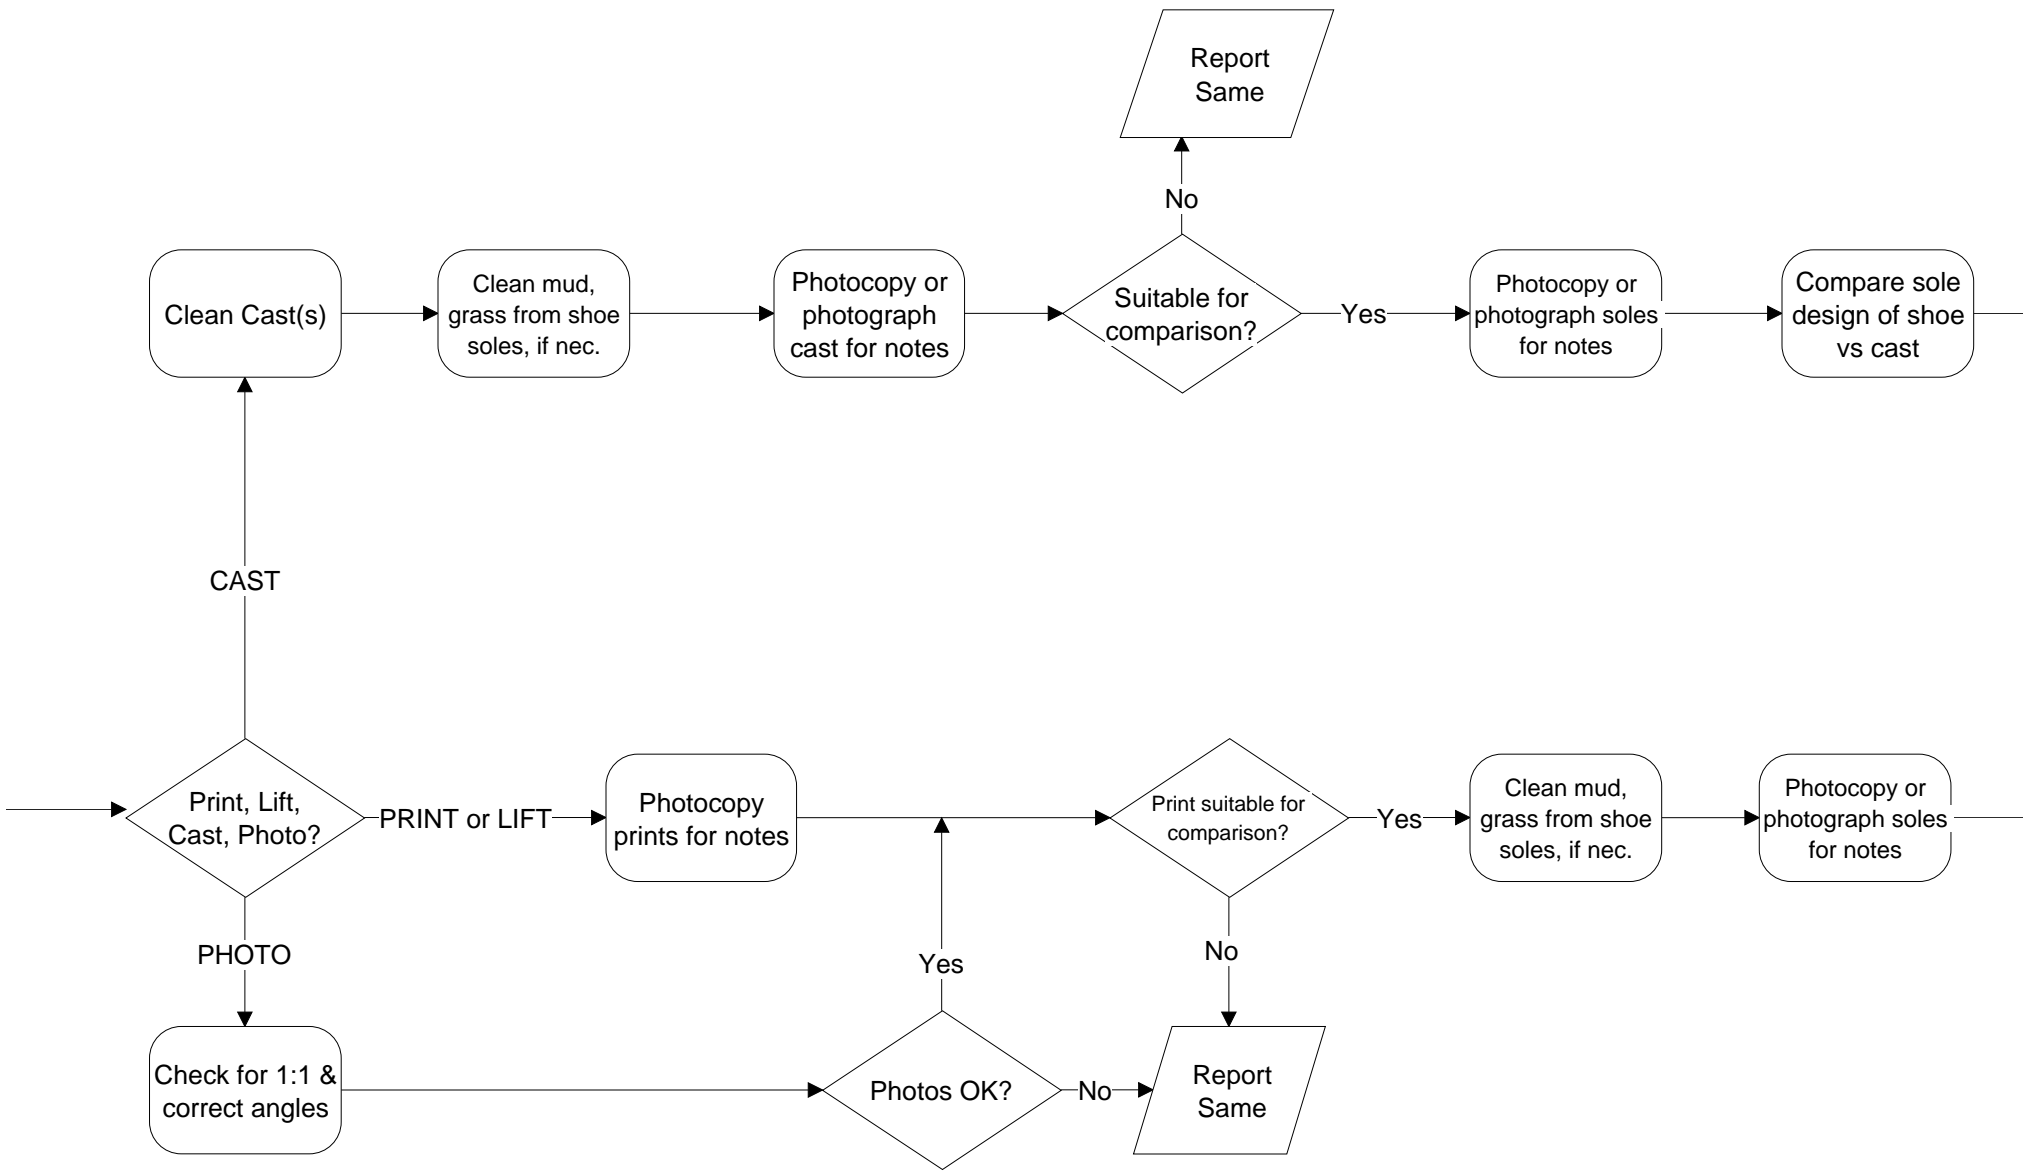 Report
Same
No
Clean Cast(s)
Clean mud,
grass from shoe
soles, if nec.
Photocopy or
photograph
cast for notes
Suitable for
comparison?
Yes
Photocopy or
photograph soles
for notes
Compare sole
design of shoe
vs cast
CAST
Print, Lift,
Cast, Photo?
PRINT or LIFT
Photocopy
prints for notes
Print suitable for
comparison?
Yes
Clean mud,
grass from shoe
soles, if nec.
Photocopy or
photograph soles
for notes
PHOTO
Yes
No
Check for 1:1 &
correct angles
Photos OK?
No
Report
Same